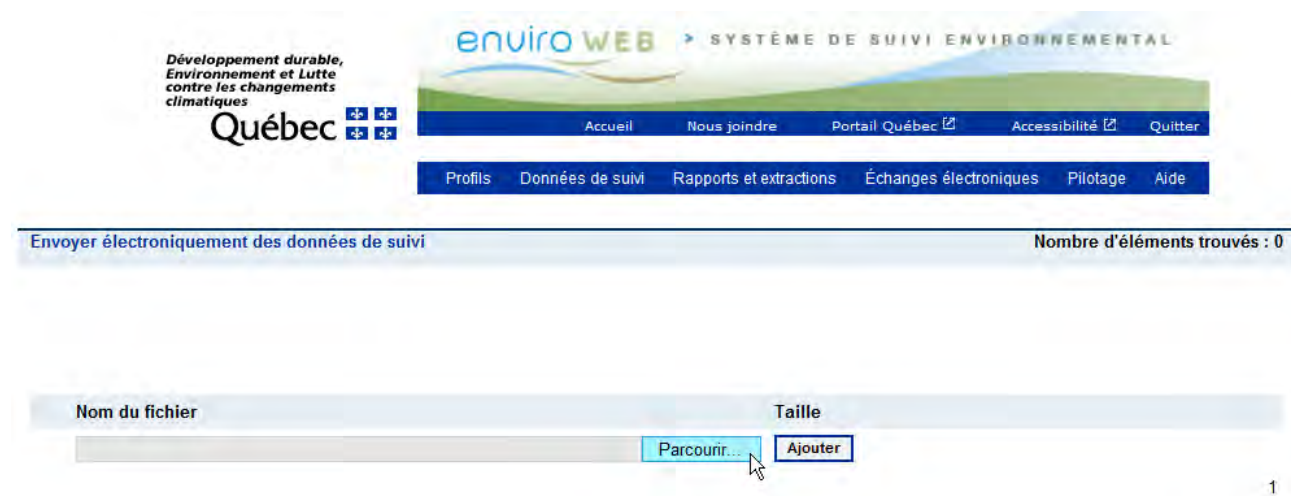 Développement durable,
Environnement et Lutte
contre les changements
climatiques
Québec
enviro WEB > SYSTÈME DE SUIVI ENVIRONNEMENTAL
Accueil Nous joindre Portail Québec Accessibilité Quitter
Profils Données de suivi Rapports et extractions Échanges électroniques Pilotage Aide
Envoyer électroniquement des données de suivi Nombre d'éléments trouvés : 0
Nom du fichier Taille
Parcourir... Ajouter
1